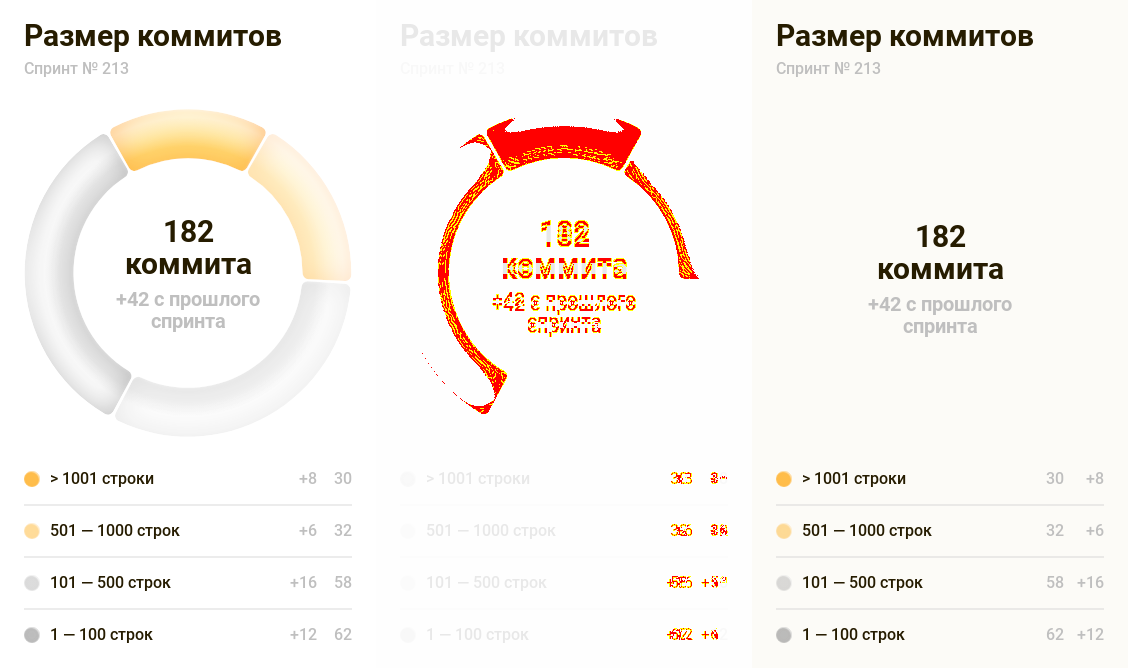 Размер коммитов
Спринт № 213
182
коммита
+42 с прошлого
спринта
> 1001 строки +8 30
501 — 1000 строк +6 32
101 — 500 строк +16 58
1 — 100 строк +12 62
Размер коммитов
Спринт № 213
182
коммита
+42 с прошлого
спринта
> 1001 строки
501 — 1000 строк
101 — 500 строк
1 — 100 строк
Размер коммитов
Спринт № 213
182
коммита
+42 с прошлого
спринта
> 1001 строки 30 +8
501 — 1000 строк 32 +6
101 — 500 строк 58 +16
1 — 100 строк 62 +12